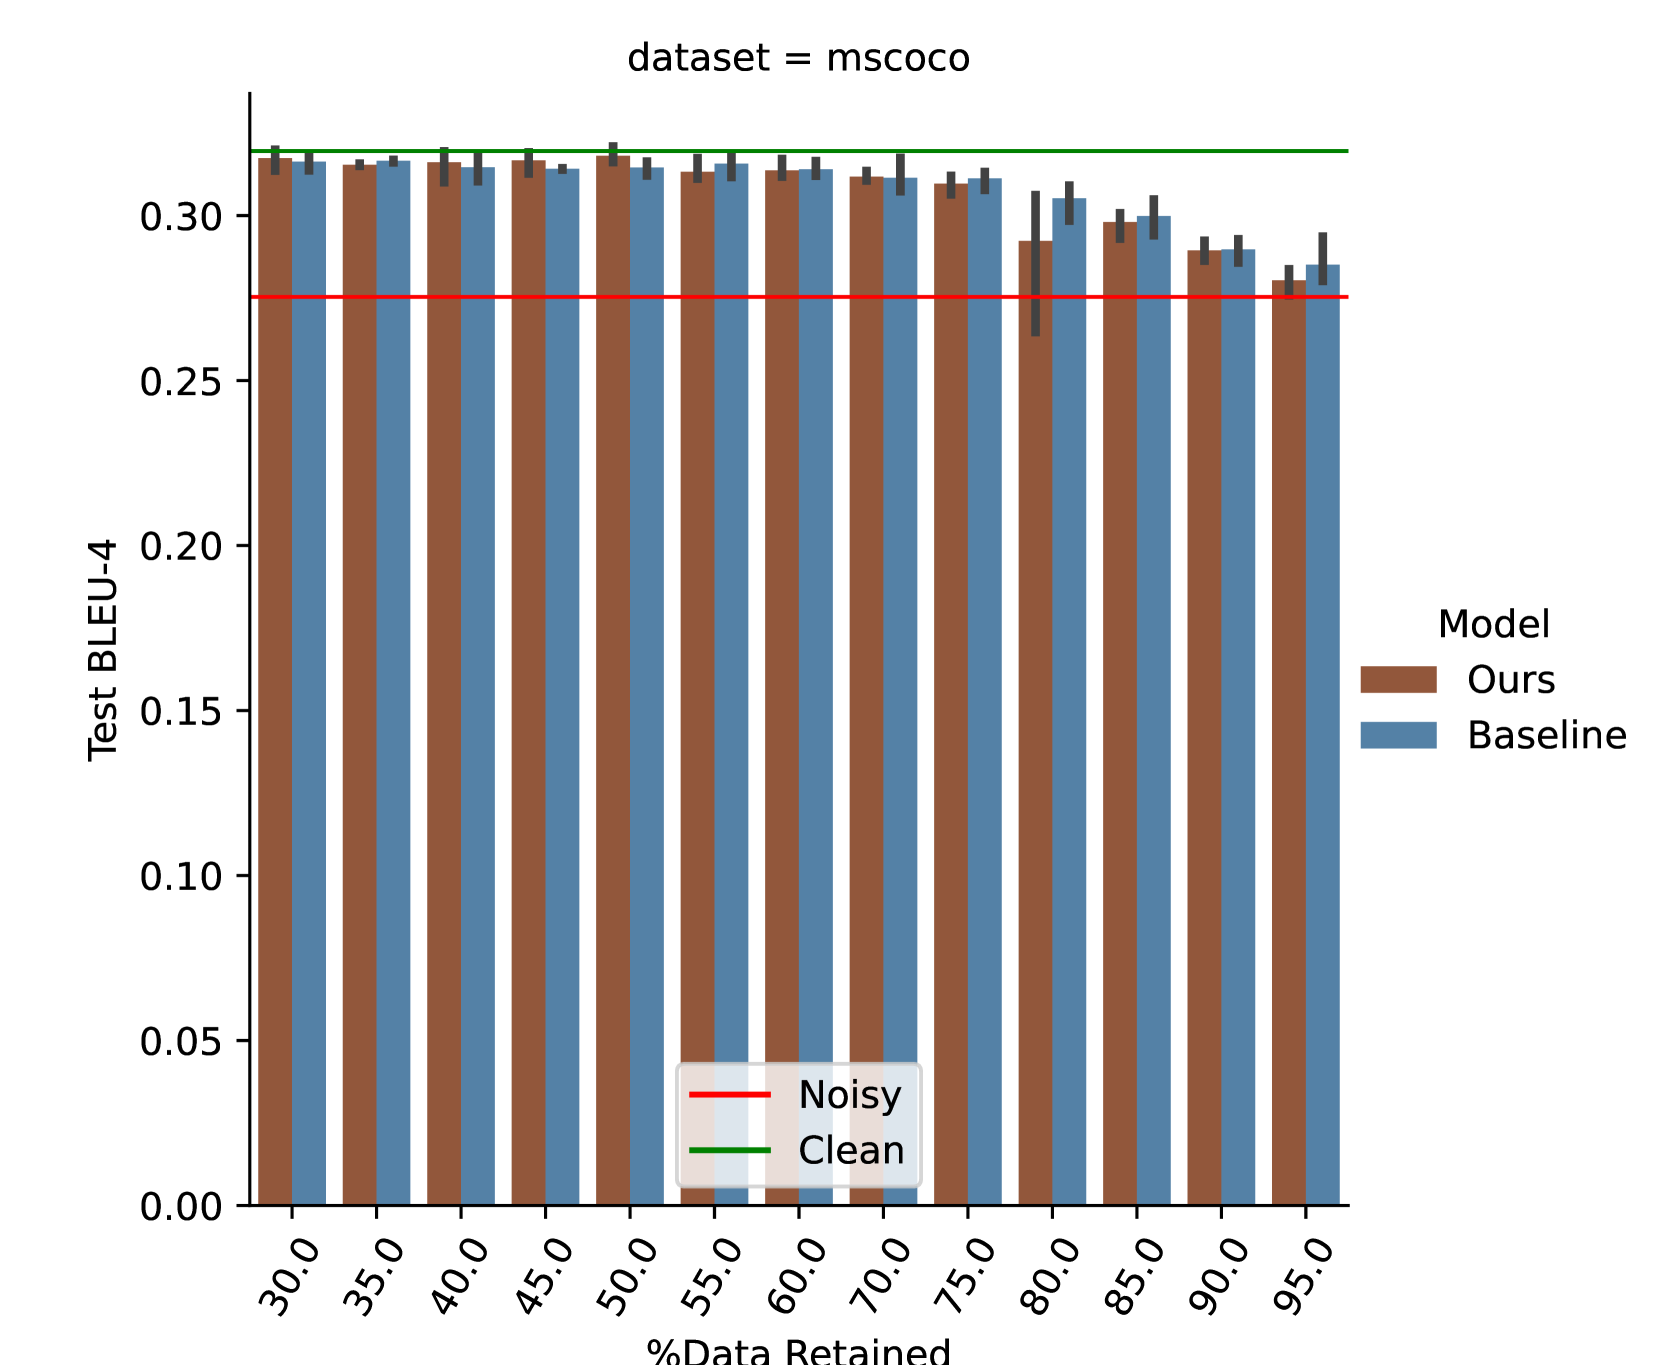 dataset = mscoco
Test BLEU-4
0.30
0.25
0.20
0.15
0.10
0.05
0.00
Model
Ours
Baseline
Noisy
Clean
30.0 35.0 40.0 45.0 50.0 55.0 60.0 70.0 75.0 80.0 85.0 90.0 95.0
%Data Retained